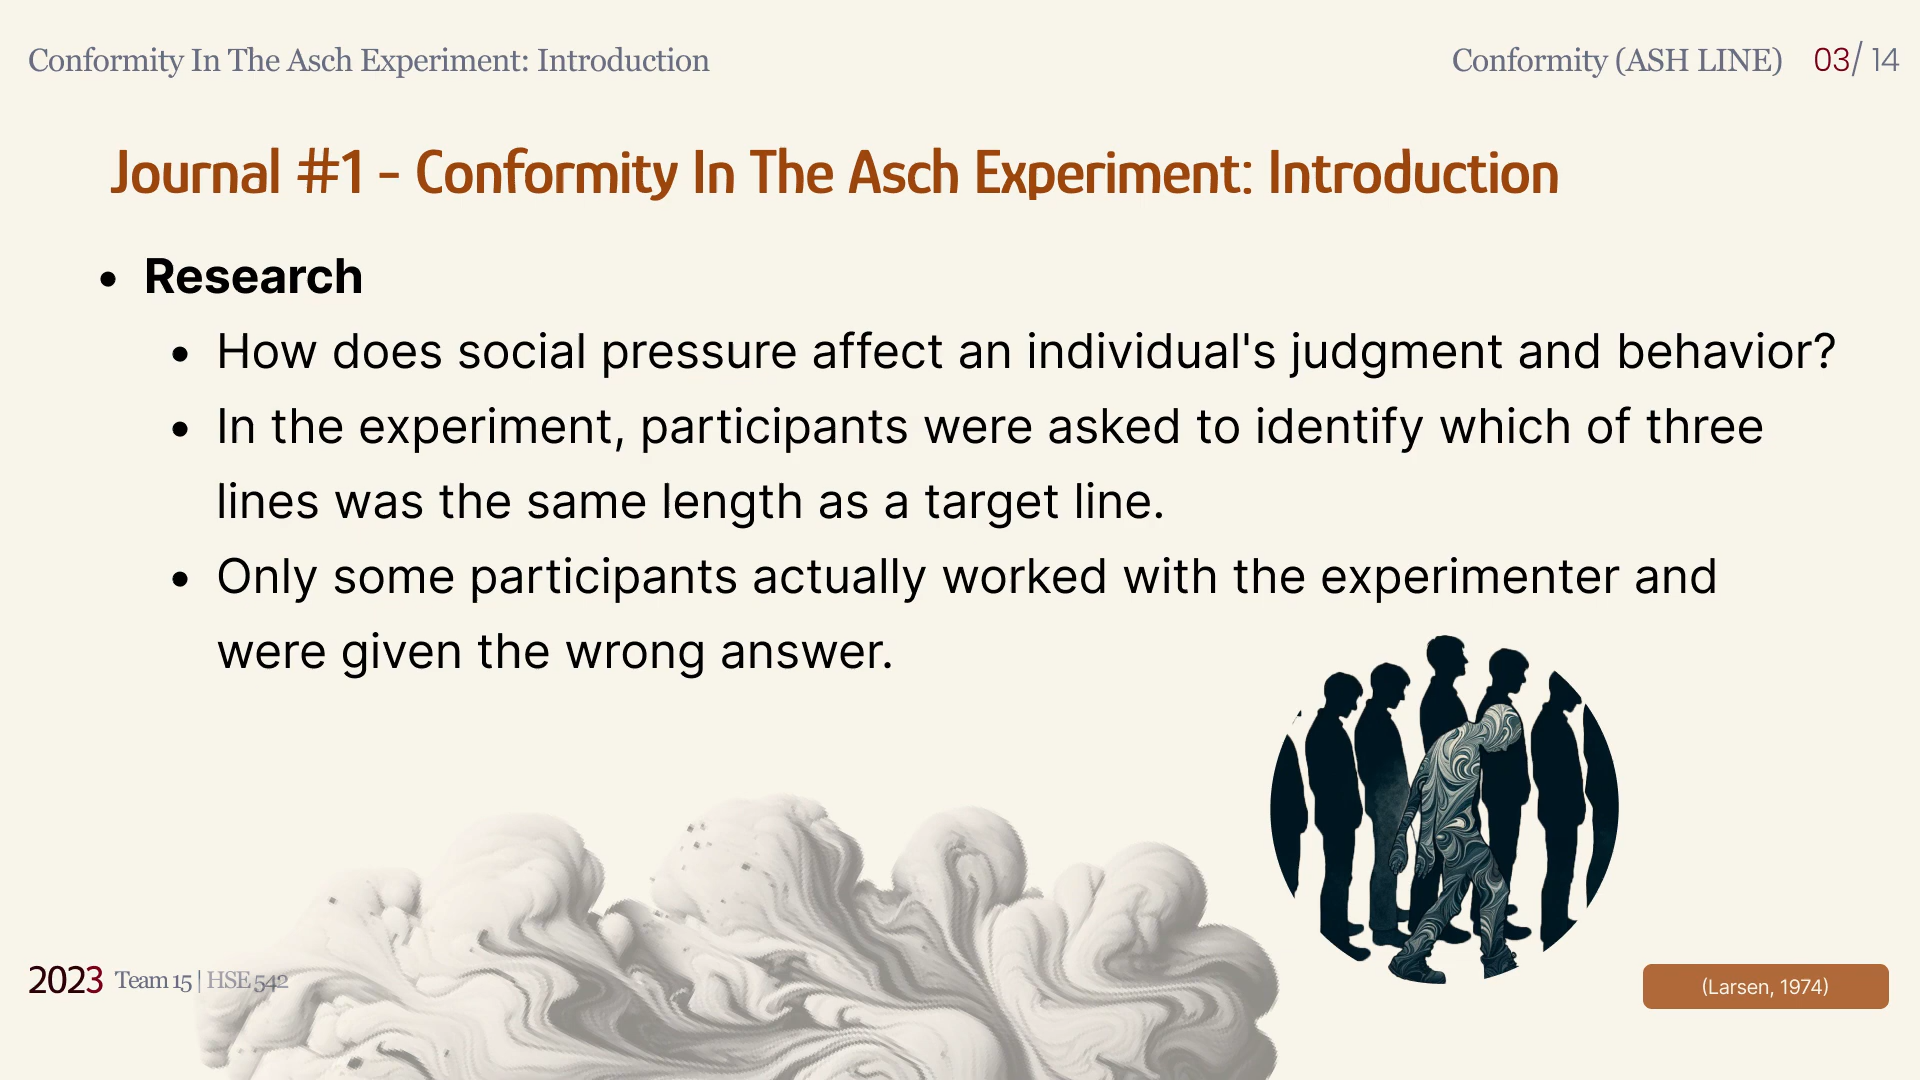 Conformity In The Asch Experiment: Introduction
Conformity (ASH LINE) 03/ 14
Journal #1 - Conformity In The Asch Experiment: Introduction
• Research
• How does social pressure affect an individual's judgment and behavior?
• In the experiment, participants were asked to identify which of three
lines was the same length as a target line.
• Only some participants actually worked with the experimenter and
were given the wrong answer.
2023 Team 15 | HSE 542
(Larsen, 1974)